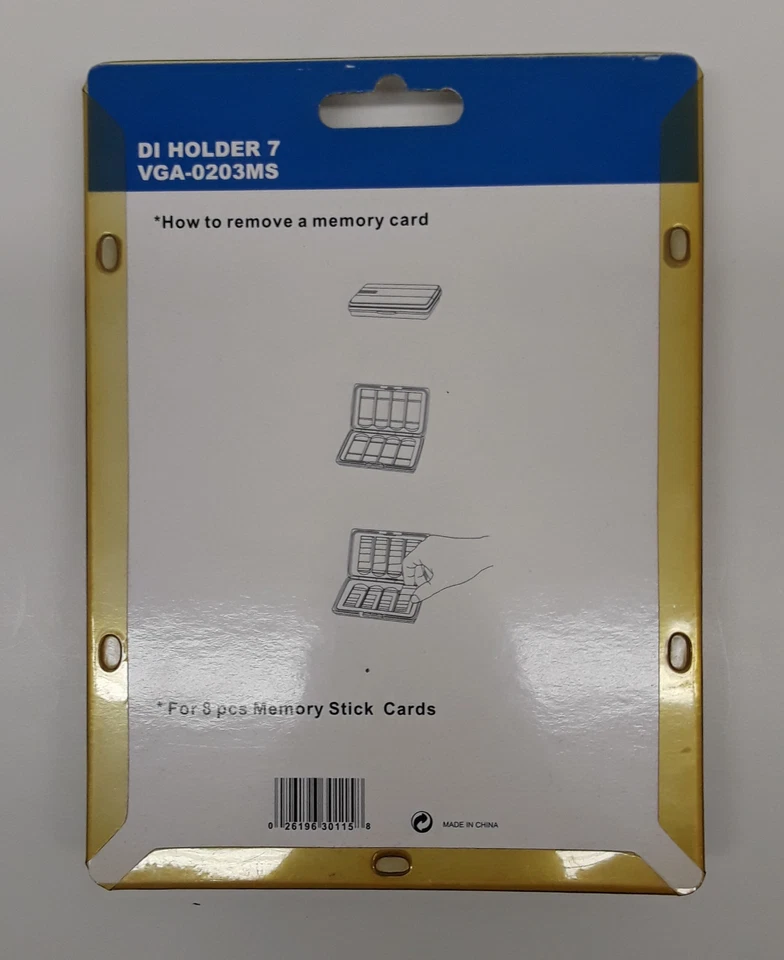 DI HOLDER 7
VGA-0203MS
*How to remove a memory card
* For 8 pcs Memory Stick Cards
0 26196 30115 8
MADE IN CHINA